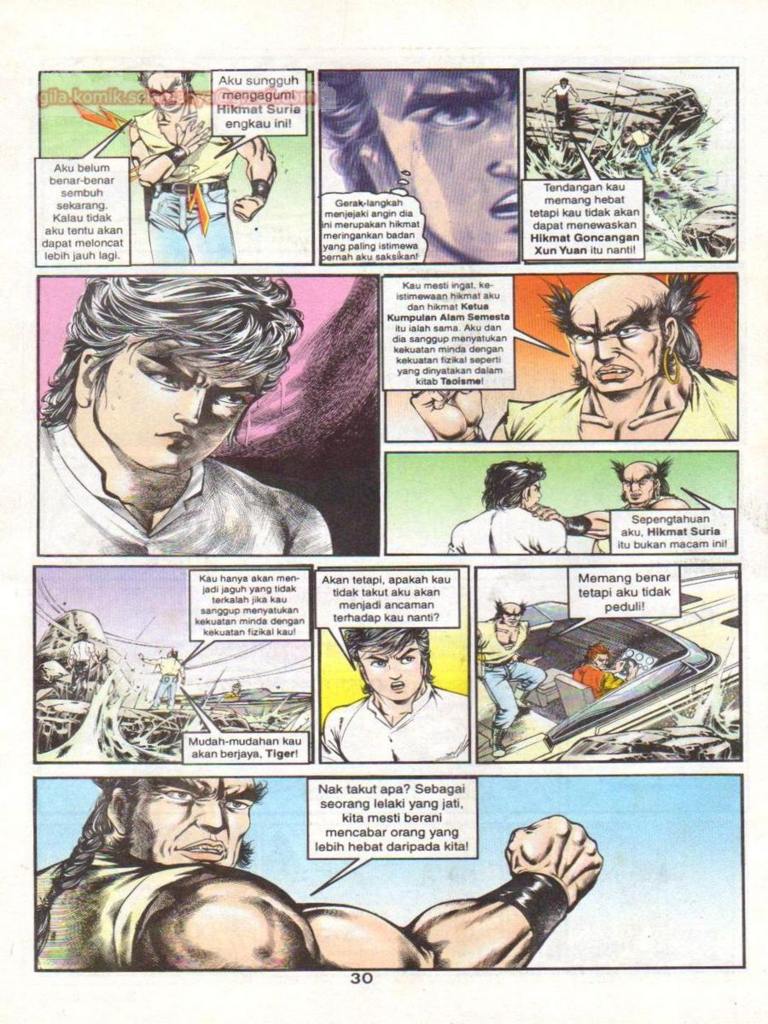 Aku sungguh
mengagumi
Hikmat Suria
engkau ini!
Aku belum
benar-benar
sembuh
sekarang.
Kalau tidak
aku tentu akan
dapat meloncat
lebih jauh lagi.
Gerak-langkah
menjejaki angin dia
ini merupakan hikmat
meringankan badan
yang paling istimewa
pernah aku saksikan!
Tendangan kau
memang hebat
tetapi kau tidak akan
dapat menewaskan
Hikmat Goncangan
Xun Yuan itu nanti!
Kau mesti ingat, ke-
istimewaan hikmat aku
dan hikmat Ketua
Kumpulan Alam Semesta
itu ialah sama. Aku dan
dia sanggup menyatukan
kekuatan minda dengan
kekuatan fizikal seperti
yang dinyatakan dalam
kitab Taoisme!
Sepengtahuan
aku, Hikmat Suria
itu bukan macam ini!
Kau hanya akan men-
jadi jaguh yang tidak
terkalah jika kau
sanggup menyatukan
kekuatan minda dengan
kekuatan fizikal kau!
Mudah-mudahan kau
akan berjaya, Tiger!
Akan tetapi, apakah kau
tidak takut aku akan
menjadi ancaman
terhadap kau nanti?
Memang benar
tetapi aku tidak
peduli!
Nak takut apa? Sebagai
seorang lelaki yang jati,
kita mesti berani
mencabar orang yang
lebih hebat daripada kita!
30